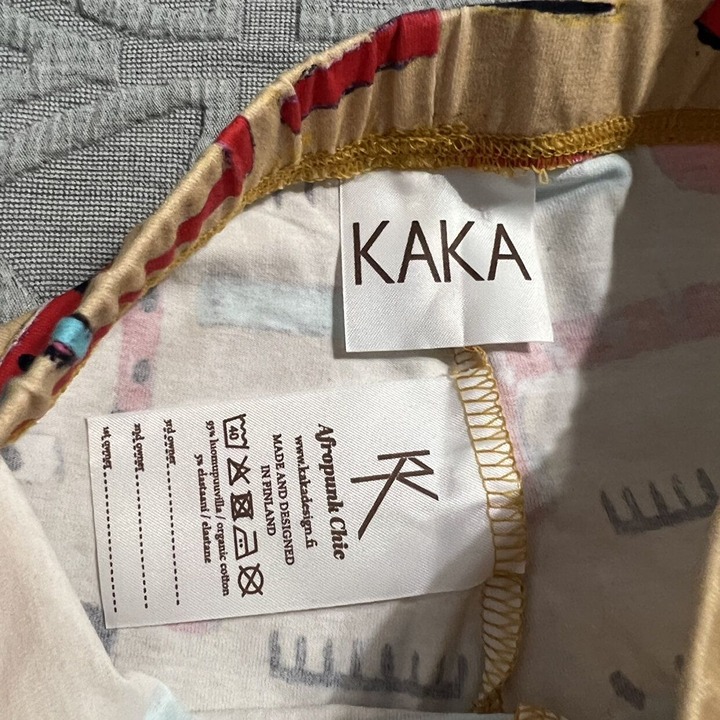 KAKA
Afropunk Chic
www.kakadesign.fi
MADE AND DESIGNED
IN FINLAND
40
95% luomupuuvilla / organic cotton
5% elastaani / elastane
3rd owner
2nd owner
1st owner